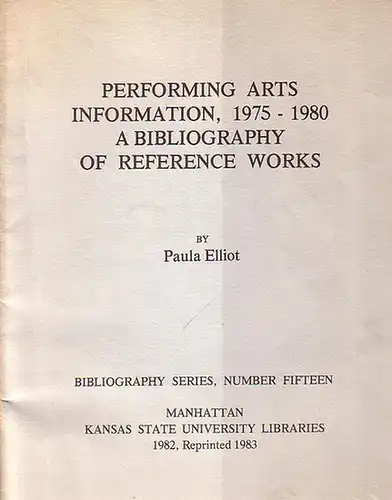 PERFORMING ARTS
INFORMATION, 1975 - 1980
A BIBLIOGRAPHY
OF REFERENCE WORKS
BY
Paula Elliot
BIBLIOGRAPHY SERIES, NUMBER FIFTEEN
MANHATTAN
KANSAS STATE UNIVERSITY LIBRARIES
1982, Reprinted 1983